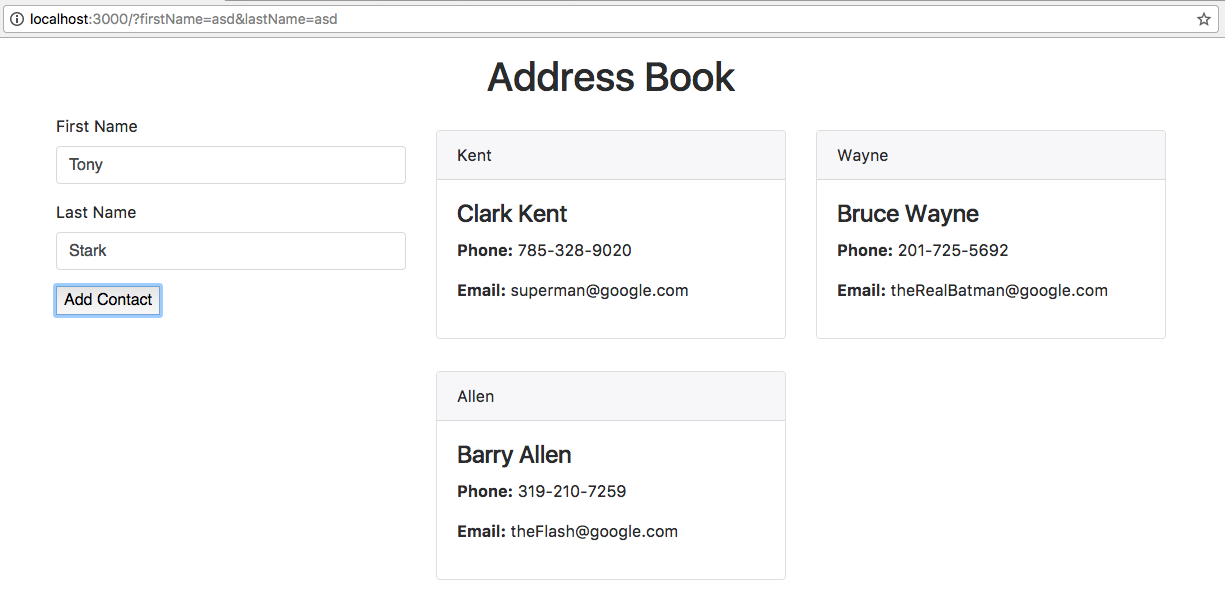 localhost:3000/?firstName=asd&lastName=asd
Address Book
First Name
Tony
Last Name
Stark
Add Contact
Kent
Clark Kent
Phone: 785-328-9020
Email: superman@google.com
Wayne
Bruce Wayne
Phone: 201-725-5692
Email: theRealBatman@google.com
Allen
Barry Allen
Phone: 319-210-7259
Email: theFlash@google.com